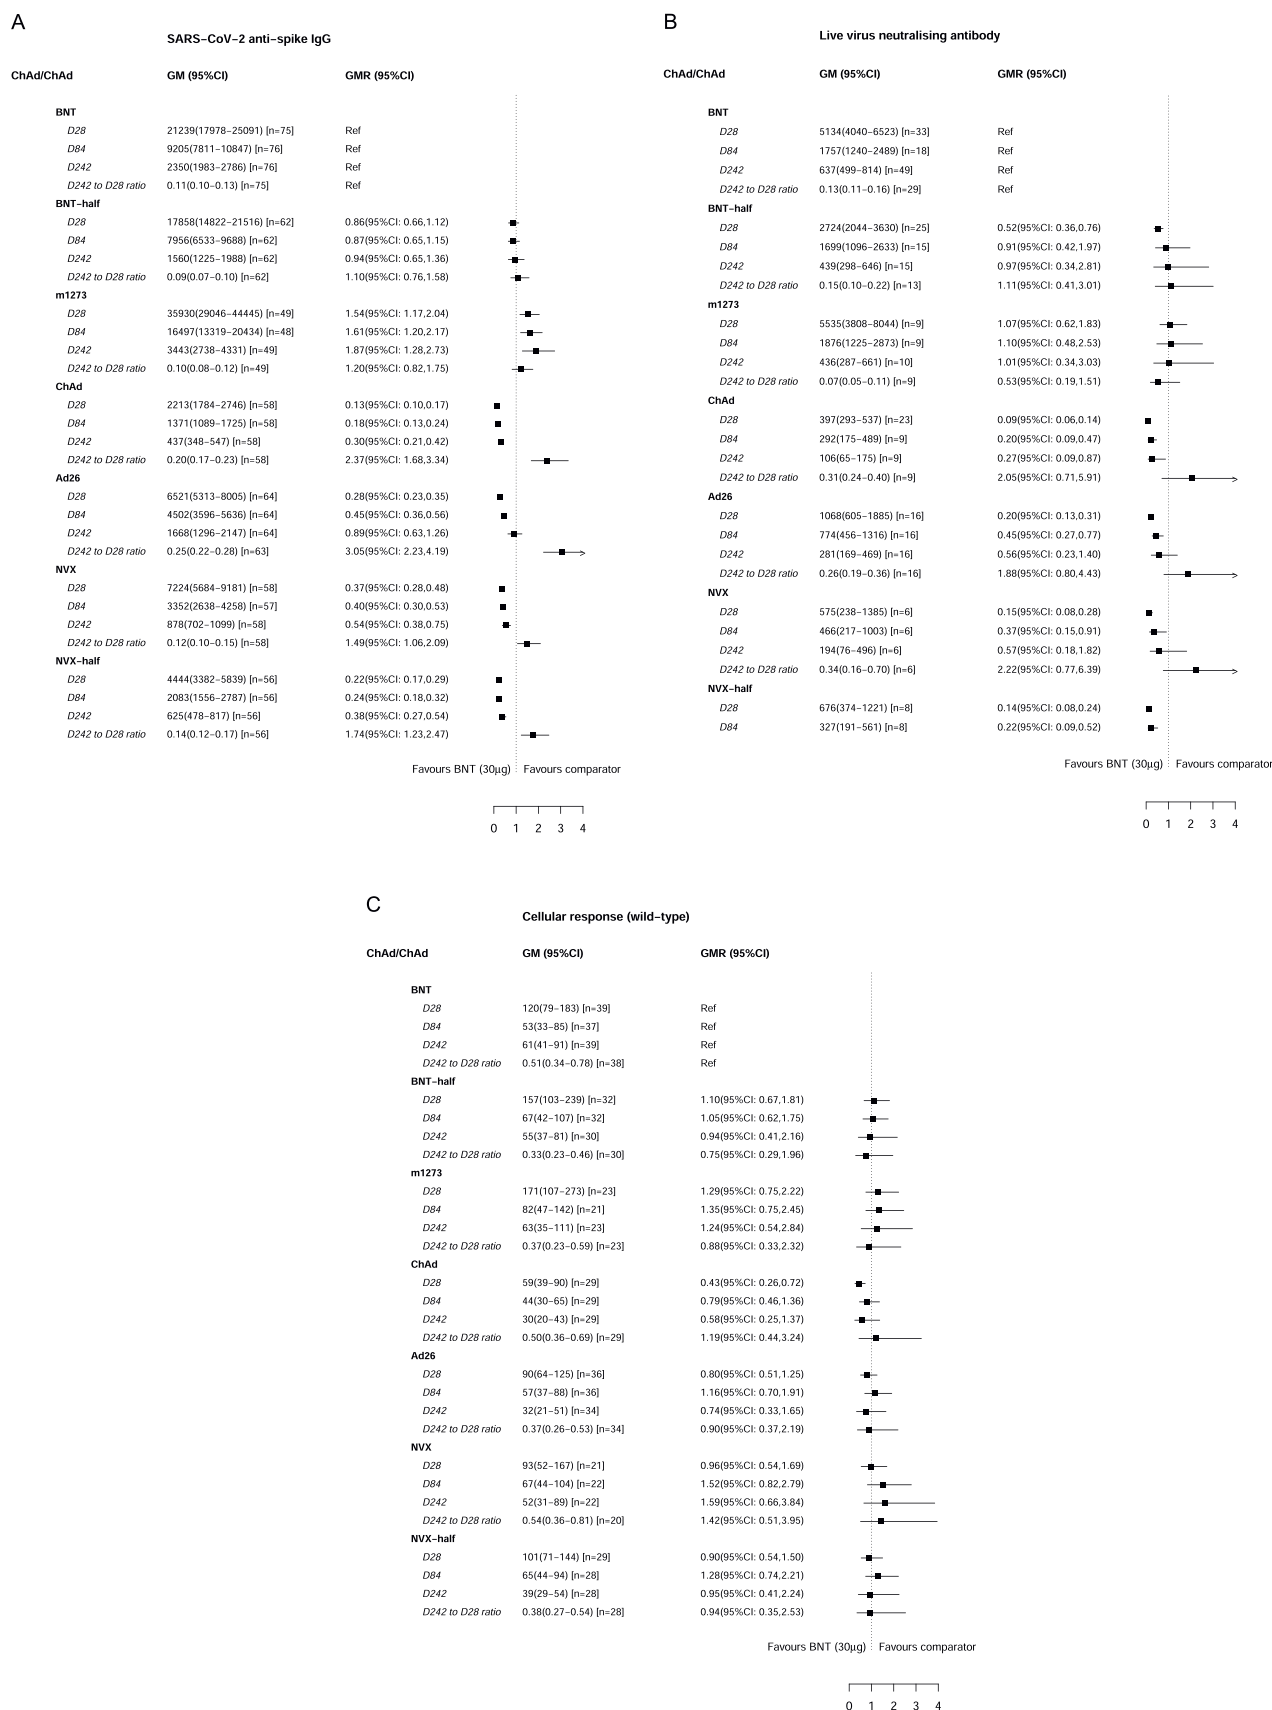 A
SARS−CoV−2 anti−spike IgG
ChAd/ChAd GM (95%CI) GMR (95%CI)
BNT
D28 21239(17978−25091) [n=75] Ref
D84 9205(7811−10847) [n=76] Ref
D242 2350(1983−2786) [n=76] Ref
D242 to D28 ratio 0.11(0.10−0.13) [n=75] Ref
BNT−half
D28 17858(14822−21516) [n=62] 0.86(95%CI: 0.66,1.12)
D84 7956(6533−9688) [n=62] 0.87(95%CI: 0.65,1.15)
D242 1560(1225−1988) [n=62] 0.94(95%CI: 0.65,1.36)
D242 to D28 ratio 0.09(0.07−0.10) [n=62] 1.10(95%CI: 0.76,1.58)
m1273
D28 35930(29046−44445) [n=49] 1.54(95%CI: 1.17,2.04)
D84 16497(13319−20434) [n=48] 1.61(95%CI: 1.20,2.17)
D242 3443(2738−4331) [n=49] 1.87(95%CI: 1.28,2.73)
D242 to D28 ratio 0.10(0.08−0.12) [n=49] 1.20(95%CI: 0.82,1.75)
ChAd
D28 2213(1784−2746) [n=58] 0.13(95%CI: 0.10,0.17)
D84 1371(1089−1725) [n=58] 0.18(95%CI: 0.13,0.24)
D242 437(348−547) [n=58] 0.30(95%CI: 0.21,0.42)
D242 to D28 ratio 0.20(0.17−0.23) [n=58] 2.37(95%CI: 1.68,3.34)
Ad26
D28 6521(5313−8005) [n=64] 0.28(95%CI: 0.23,0.35)
D84 4502(3596−5636) [n=64] 0.45(95%CI: 0.36,0.56)
D242 1668(1296−2147) [n=64] 0.89(95%CI: 0.63,1.26)
D242 to D28 ratio 0.25(0.22−0.28) [n=63] 3.05(95%CI: 2.23,4.19)
NVX
D28 7224(5684−9181) [n=58] 0.37(95%CI: 0.28,0.48)
D84 3352(2638−4258) [n=57] 0.40(95%CI: 0.30,0.53)
D242 878(702−1099) [n=58] 0.54(95%CI: 0.38,0.75)
D242 to D28 ratio 0.12(0.10−0.15) [n=58] 1.49(95%CI: 1.06,2.09)
NVX−half
D28 4444(3382−5839) [n=56] 0.22(95%CI: 0.17,0.29)
D84 2083(1556−2787) [n=56] 0.24(95%CI: 0.18,0.32)
D242 625(478−817) [n=56] 0.38(95%CI: 0.27,0.54)
D242 to D28 ratio 0.14(0.12−0.17) [n=56] 1.74(95%CI: 1.23,2.47)
Favours BNT (30μg) Favours comparator
0 1 2 3 4
B
Live virus neutralising antibody
ChAd/ChAd GM (95%CI) GMR (95%CI)
BNT
D28 5134(4040−6523) [n=33] Ref
D84 1757(1240−2489) [n=18] Ref
D242 637(499−814) [n=49] Ref
D242 to D28 ratio 0.13(0.11−0.16) [n=29] Ref
BNT−half
D28 2724(2044−3630) [n=25] 0.52(95%CI: 0.36,0.76)
D84 1699(1096−2633) [n=15] 0.91(95%CI: 0.42,1.97)
D242 439(298−646) [n=15] 0.97(95%CI: 0.34,2.81)
D242 to D28 ratio 0.15(0.10−0.22) [n=13] 1.11(95%CI: 0.41,3.01)
m1273
D28 5535(3808−8044) [n=9] 1.07(95%CI: 0.62,1.83)
D84 1876(1225−2873) [n=9] 1.10(95%CI: 0.48,2.53)
D242 436(287−661) [n=10] 1.01(95%CI: 0.34,3.03)
D242 to D28 ratio 0.07(0.05−0.11) [n=9] 0.53(95%CI: 0.19,1.51)
ChAd
D28 397(293−537) [n=23] 0.09(95%CI: 0.06,0.14)
D84 292(175−489) [n=9] 0.20(95%CI: 0.09,0.47)
D242 106(65−175) [n=9] 0.27(95%CI: 0.09,0.87)
D242 to D28 ratio 0.31(0.24−0.40) [n=9] 2.05(95%CI: 0.71,5.91)
Ad26
D28 1068(605−1885) [n=16] 0.20(95%CI: 0.13,0.31)
D84 774(456−1316) [n=16] 0.45(95%CI: 0.27,0.77)
D242 281(169−469) [n=16] 0.56(95%CI: 0.23,1.40)
D242 to D28 ratio 0.26(0.19−0.36) [n=16] 1.88(95%CI: 0.80,4.43)
NVX
D28 575(238−1385) [n=6] 0.15(95%CI: 0.08,0.28)
D84 466(217−1003) [n=6] 0.37(95%CI: 0.15,0.91)
D242 194(76−496) [n=6] 0.57(95%CI: 0.18,1.82)
D242 to D28 ratio 0.34(0.16−0.70) [n=6] 2.22(95%CI: 0.77,6.39)
NVX−half
D28 676(374−1221) [n=8] 0.14(95%CI: 0.08,0.24)
D84 327(191−561) [n=8] 0.22(95%CI: 0.09,0.52)
Favours BNT (30μg) Favours comparator
0 1 2 3 4
C
Cellular response (wild−type)
ChAd/ChAd GM (95%CI) GMR (95%CI)
BNT
D28 120(79−183) [n=39] Ref
D84 53(33−85) [n=37] Ref
D242 61(41−91) [n=39] Ref
D242 to D28 ratio 0.51(0.34−0.78) [n=38] Ref
BNT−half
D28 157(103−239) [n=32] 1.10(95%CI: 0.67,1.81)
D84 67(42−107) [n=32] 1.05(95%CI: 0.62,1.75)
D242 55(37−81) [n=30] 0.94(95%CI: 0.41,2.16)
D242 to D28 ratio 0.33(0.23−0.46) [n=30] 0.75(95%CI: 0.29,1.96)
m1273
D28 171(107−273) [n=23] 1.29(95%CI: 0.75,2.22)
D84 82(47−142) [n=21] 1.35(95%CI: 0.75,2.45)
D242 63(35−111) [n=23] 1.24(95%CI: 0.54,2.84)
D242 to D28 ratio 0.37(0.23−0.59) [n=23] 0.88(95%CI: 0.33,2.32)
ChAd
D28 59(39−90) [n=29] 0.43(95%CI: 0.26,0.72)
D84 44(30−65) [n=29] 0.79(95%CI: 0.46,1.36)
D242 30(20−43) [n=29] 0.58(95%CI: 0.25,1.37)
D242 to D28 ratio 0.50(0.36−0.69) [n=29] 1.19(95%CI: 0.44,3.24)
Ad26
D28 90(64−125) [n=36] 0.80(95%CI: 0.51,1.25)
D84 57(37−88) [n=36] 1.16(95%CI: 0.70,1.91)
D242 32(21−51) [n=34] 0.74(95%CI: 0.33,1.65)
D242 to D28 ratio 0.37(0.26−0.53) [n=34] 0.90(95%CI: 0.37,2.19)
NVX
D28 93(52−167) [n=21] 0.96(95%CI: 0.54,1.69)
D84 67(44−104) [n=22] 1.52(95%CI: 0.82,2.79)
D242 52(31−89) [n=22] 1.59(95%CI: 0.66,3.84)
D242 to D28 ratio 0.54(0.36−0.81) [n=20] 1.42(95%CI: 0.51,3.95)
NVX−half
D28 101(71−144) [n=29] 0.90(95%CI: 0.54,1.50)
D84 65(44−94) [n=28] 1.28(95%CI: 0.74,2.21)
D242 39(29−54) [n=28] 0.95(95%CI: 0.41,2.24)
D242 to D28 ratio 0.38(0.27−0.54) [n=28] 0.94(95%CI: 0.35,2.53)
Favours BNT (30μg) Favours comparator
0 1 2 3 4